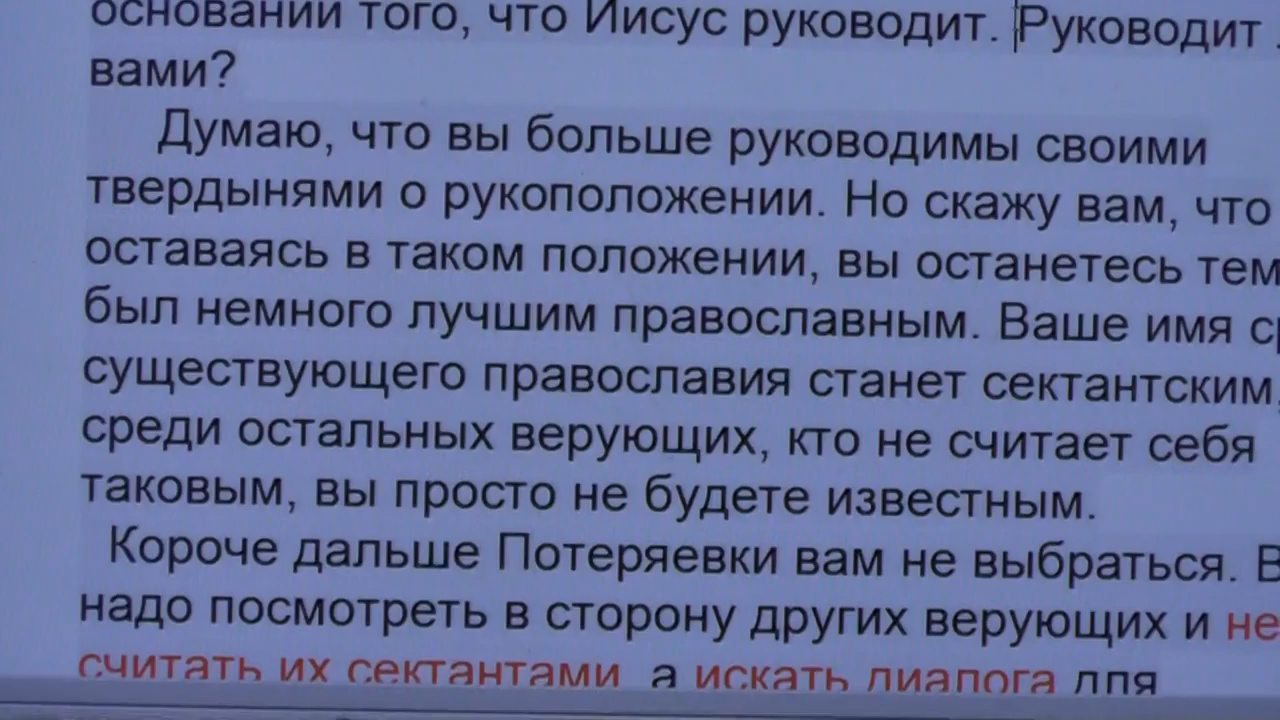 основании того, что Иисус руководит. Руководит
вами?
Думаю, что вы больше руководимы своими
твердынями о рукоположении. Но скажу вам, что
оставаясь в таком положении, вы останетесь тем
был немного лучшим православным. Ваше имя ср
существующего православия станет сектантским,
среди остальных верующих, кто не считает себя
таковым, вы просто не будете известным.
Короче дальше Потеряевки вам не выбраться. В
надо посмотреть в сторону других верующих и не
считать их сектантами а искать диалога для